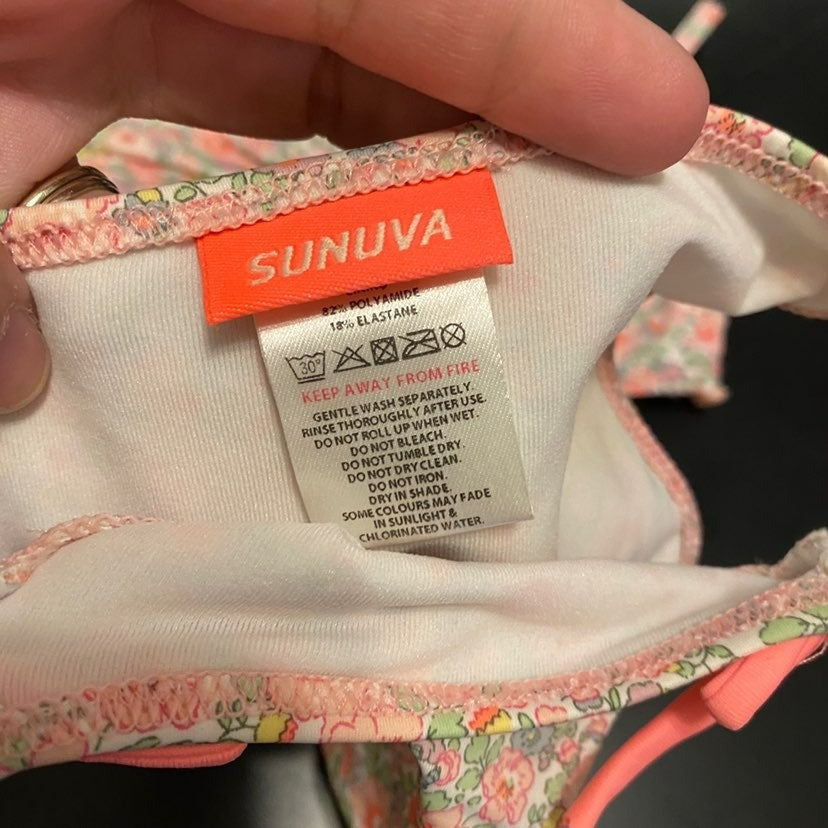 SUNUVA
82% POLYAMIDE
18% ELASTANE
30°
KEEP AWAY FROM FIRE
GENTLE WASH SEPARATELY.
RINSE THOROUGHLY AFTER USE.
DO NOT ROLL UP WHEN WET.
DO NOT BLEACH.
DO NOT TUMBLE DRY.
DO NOT DRY CLEAN.
DO NOT IRON.
DRY IN SHADE.
SOME COLOURS MAY FADE
IN SUNLIGHT &
CHLORINATED WATER.